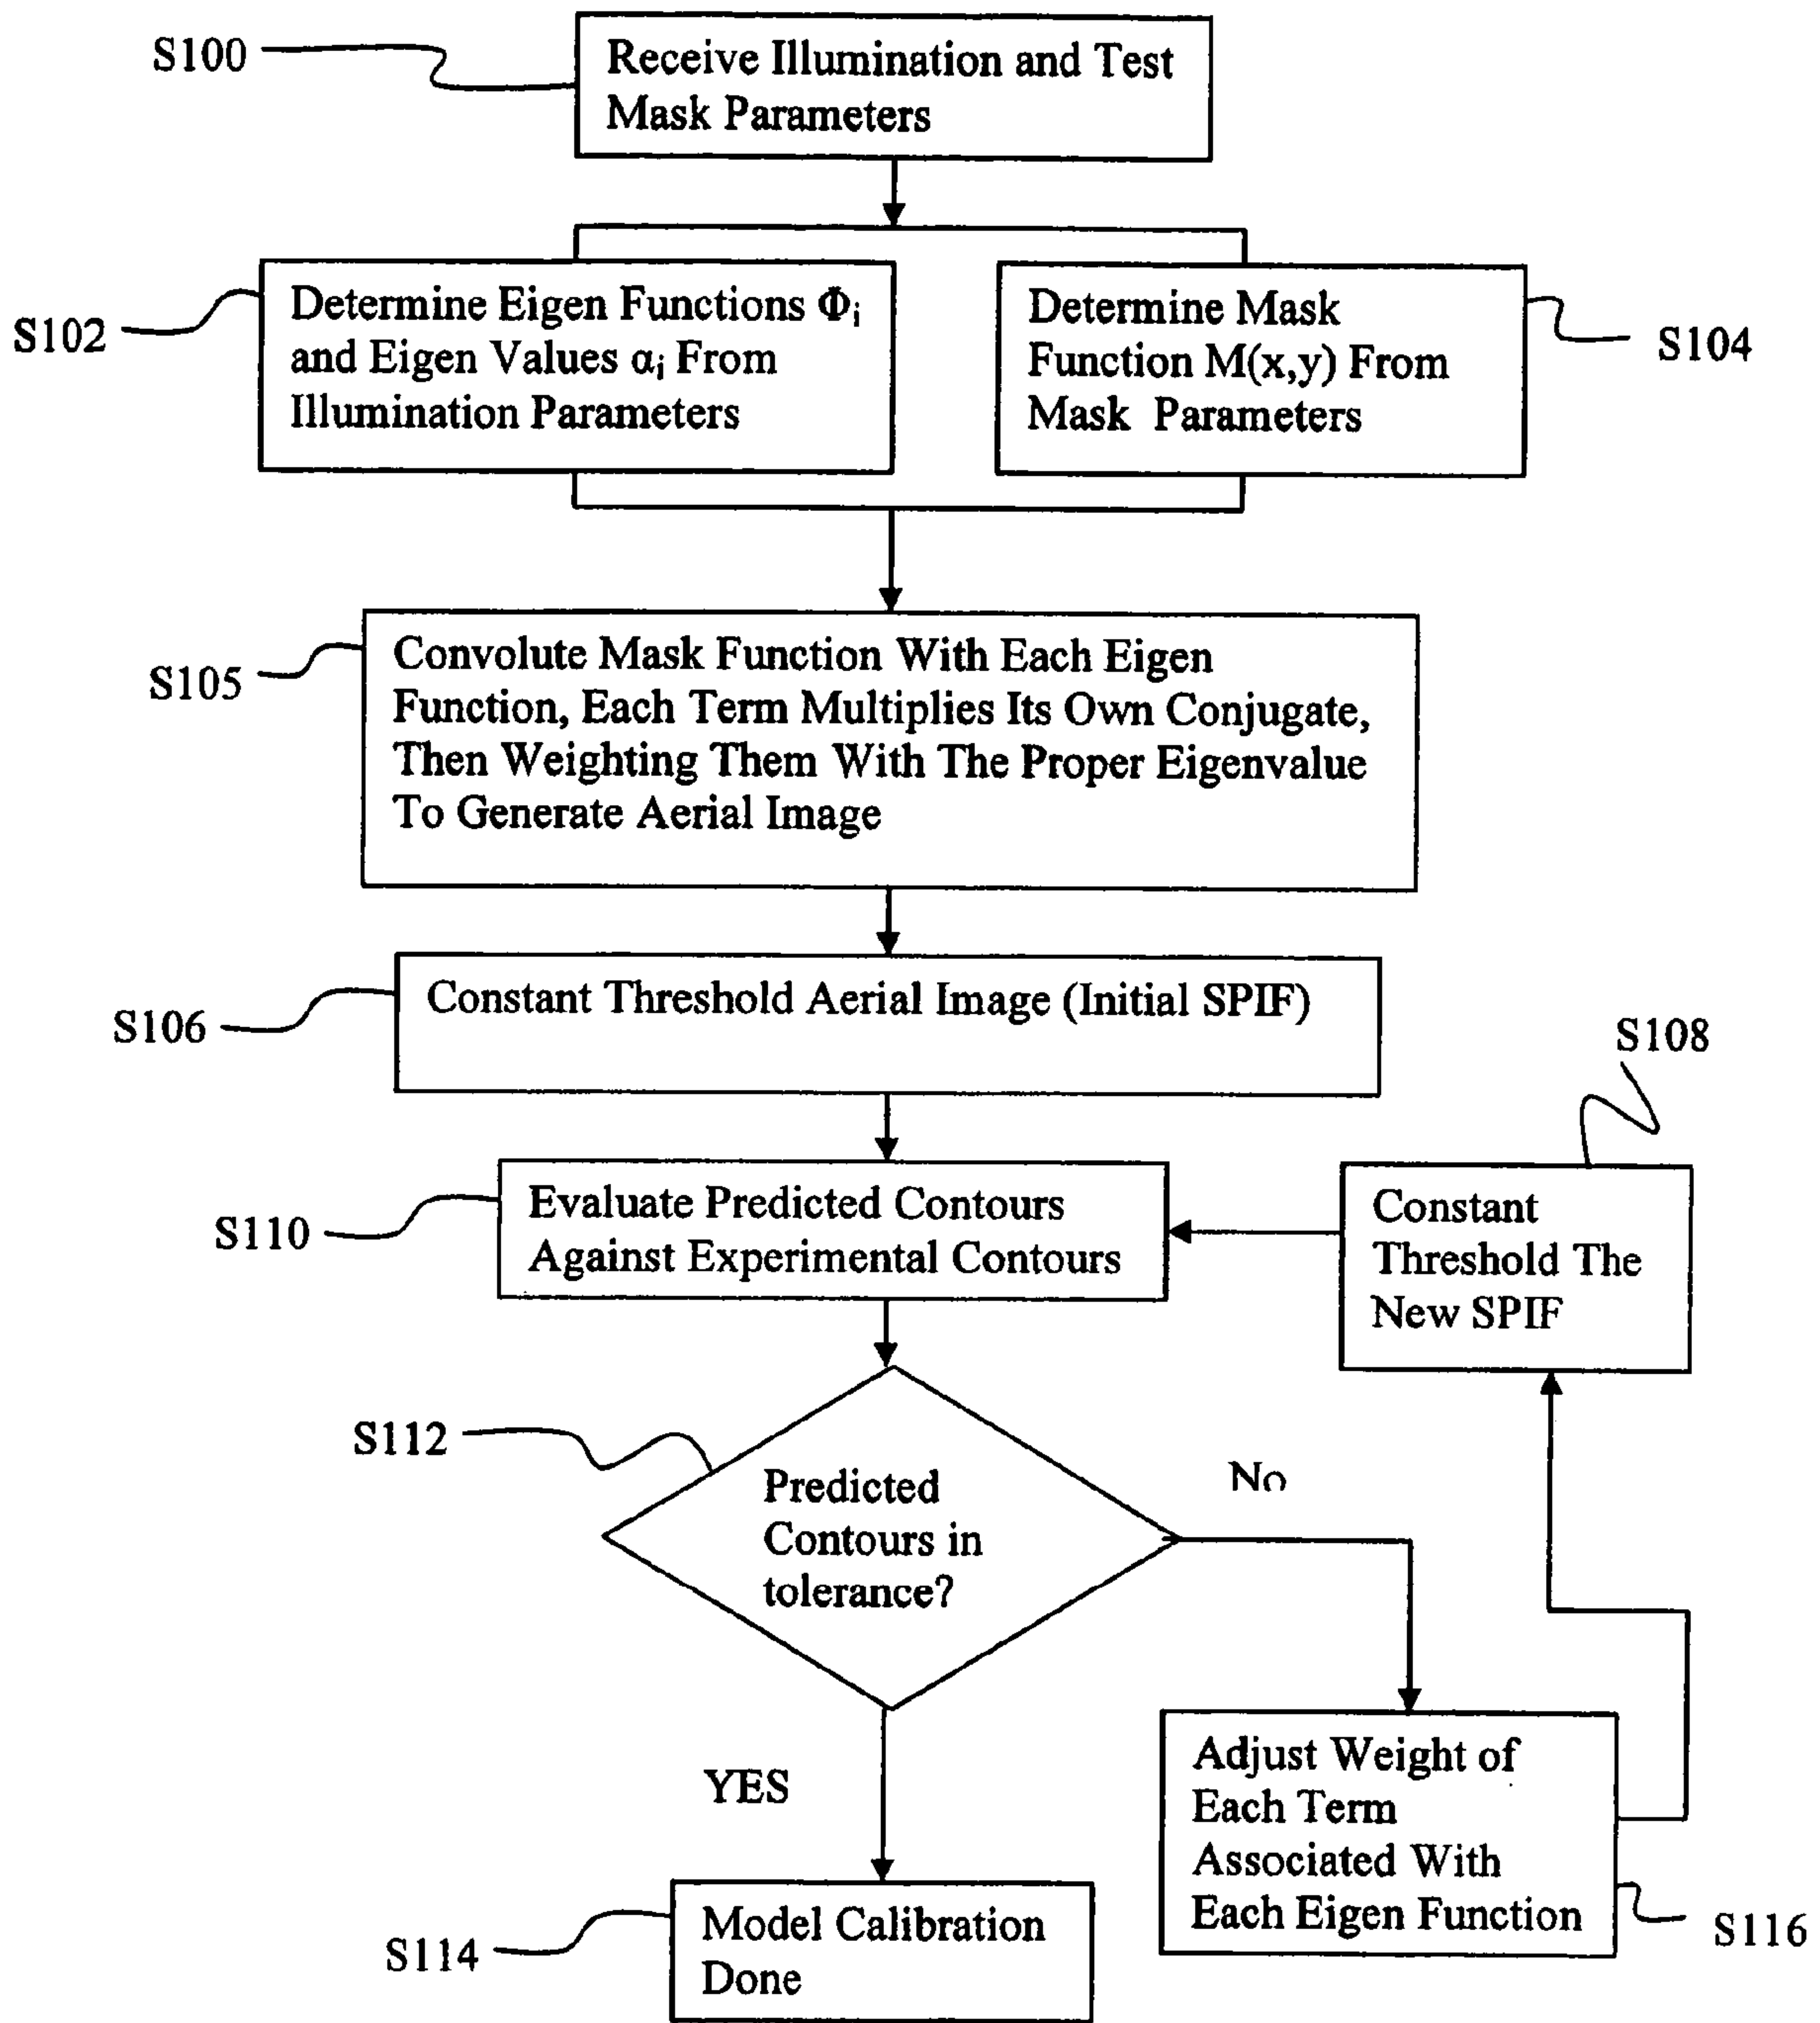 S100
Receive Illumination and Test
Mask Parameters
S102
Determine Eigen Functions Φi
and Eigen Values αi From
Illumination Parameters
Determine Mask
Function M(x,y) From
Mask Parameters
S104
S105
Convolute Mask Function With Each Eigen
Function, Each Term Multiplies Its Own Conjugate,
Then Weighting Them With The Proper Eigenvalue
To Generate Aerial Image
S106
Constant Threshold Aerial Image (Initial SPIF)
S108
S110
Evaluate Predicted Contours
Against Experimental Contours
Constant
Threshold The
New SPIF
S112
Predicted
Contours in
tolerance?
No
YES
Adjust Weight of
Each Term
Associated With
Each Eigen Function
S116
S114
Model Calibration
Done